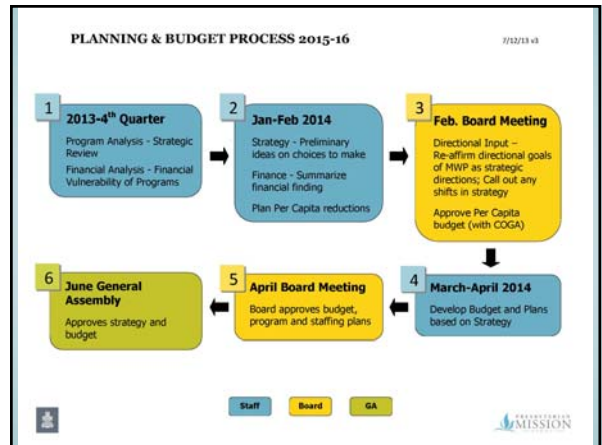 PLANNING & BUDGET PROCESS 2015-16
7/12/13 v3
1
2013-4th Quarter
Program Analysis - Strategic
Review
Financial Analysis - Financial
Vulnerability of Programs
2
Jan-Feb 2014
Strategy - Preliminary
ideas on choices to make
Finance - Summarize
financial finding
Plan Per Capita reductions
3
Feb. Board Meeting
Directional Input –
Re-affirm directional goals
of MWP as strategic
directions; Call out any
shifts in strategy
Approve Per Capita
budget (with COGA)
4
March-April 2014
Develop Budget and Plans
based on Strategy
5
April Board Meeting
Board approves budget,
program and staffing plans
6
June General
Assembly
Approves strategy and
budget
Staff
Board
GA
PRESBYTERIAN
MISSION